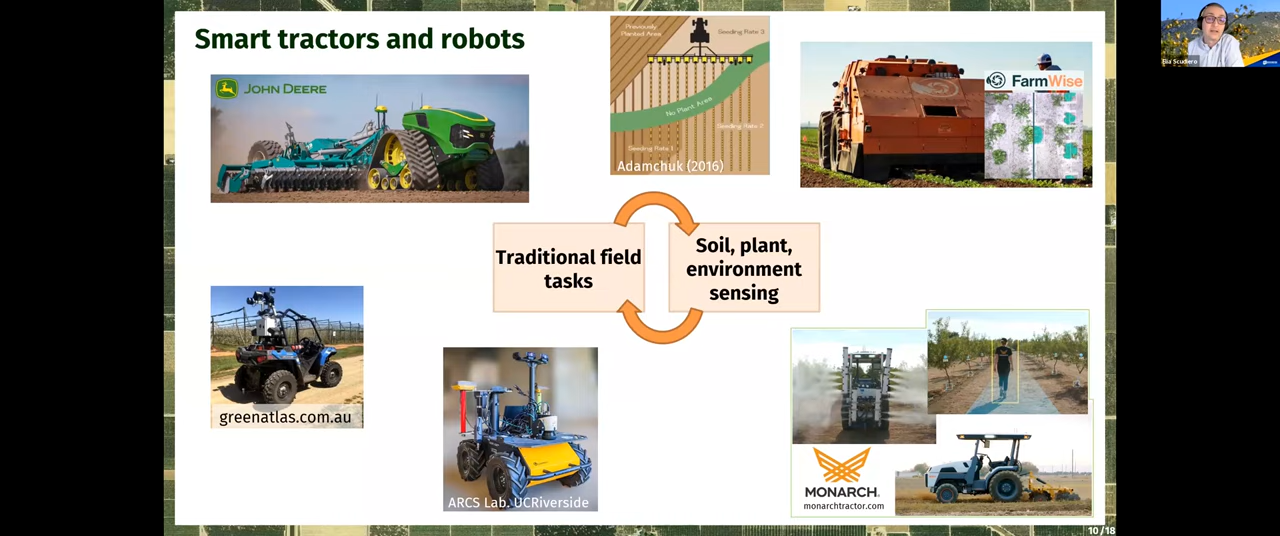 Smart tractors and robots
JOHN DEERE
Previously
Planted Area
Seeding Rate 3
No Plant Area
Seeding Rate 2
Seeding Rate 1
Adamchuk (2016)
FarmWise
Elia Scudiero
Traditional field
tasks
Soil, plant,
environment
sensing
greenatlas.com.au
ARCS Lab. UCRiverside
MONARCH
monarchtractor.com
10 / 18